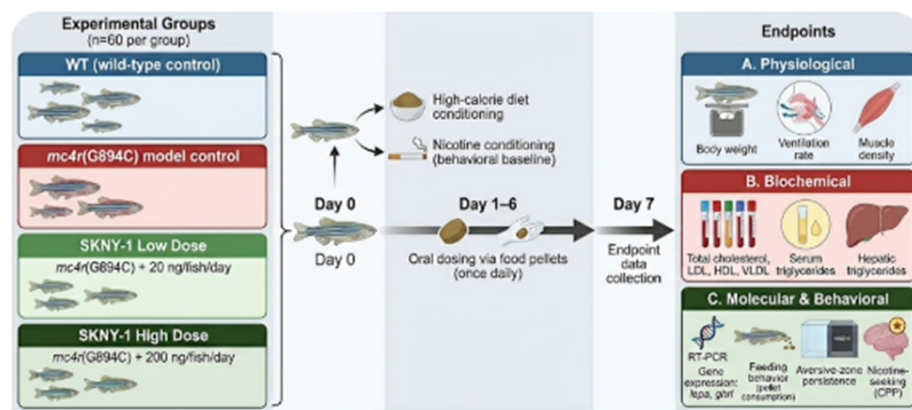 Experimental Groups
(n=60 per group)
WT (wild-type control)
mc4r(G894C) model control
SKNY-1 Low Dose
mc4r(G894C) + 20 ng/fish/day
SKNY-1 High Dose
mc4r(G894C) + 200 ng/fish/day
High-calorie diet
conditioning
Nicotine conditioning
(behavioral baseline)
Day 0
Day 0
Day 1–6
Oral dosing via food pellets
(once daily)
Day 7
Endpoint
data
collection
Endpoints
A. Physiological
Body weight
Ventilation
rate
Muscle
density
B. Biochemical
Total cholesterol,
LDL, HDL, VLDL
Serum
triglycerides
Hepatic
triglycerides
C. Molecular & Behavioral
RT-PCR
Gene
expression:
lepa,
Feeding
behavior
(pellet
consumption)
Aversive-zone
persistence
Nicotine-
seeking
(CPP)